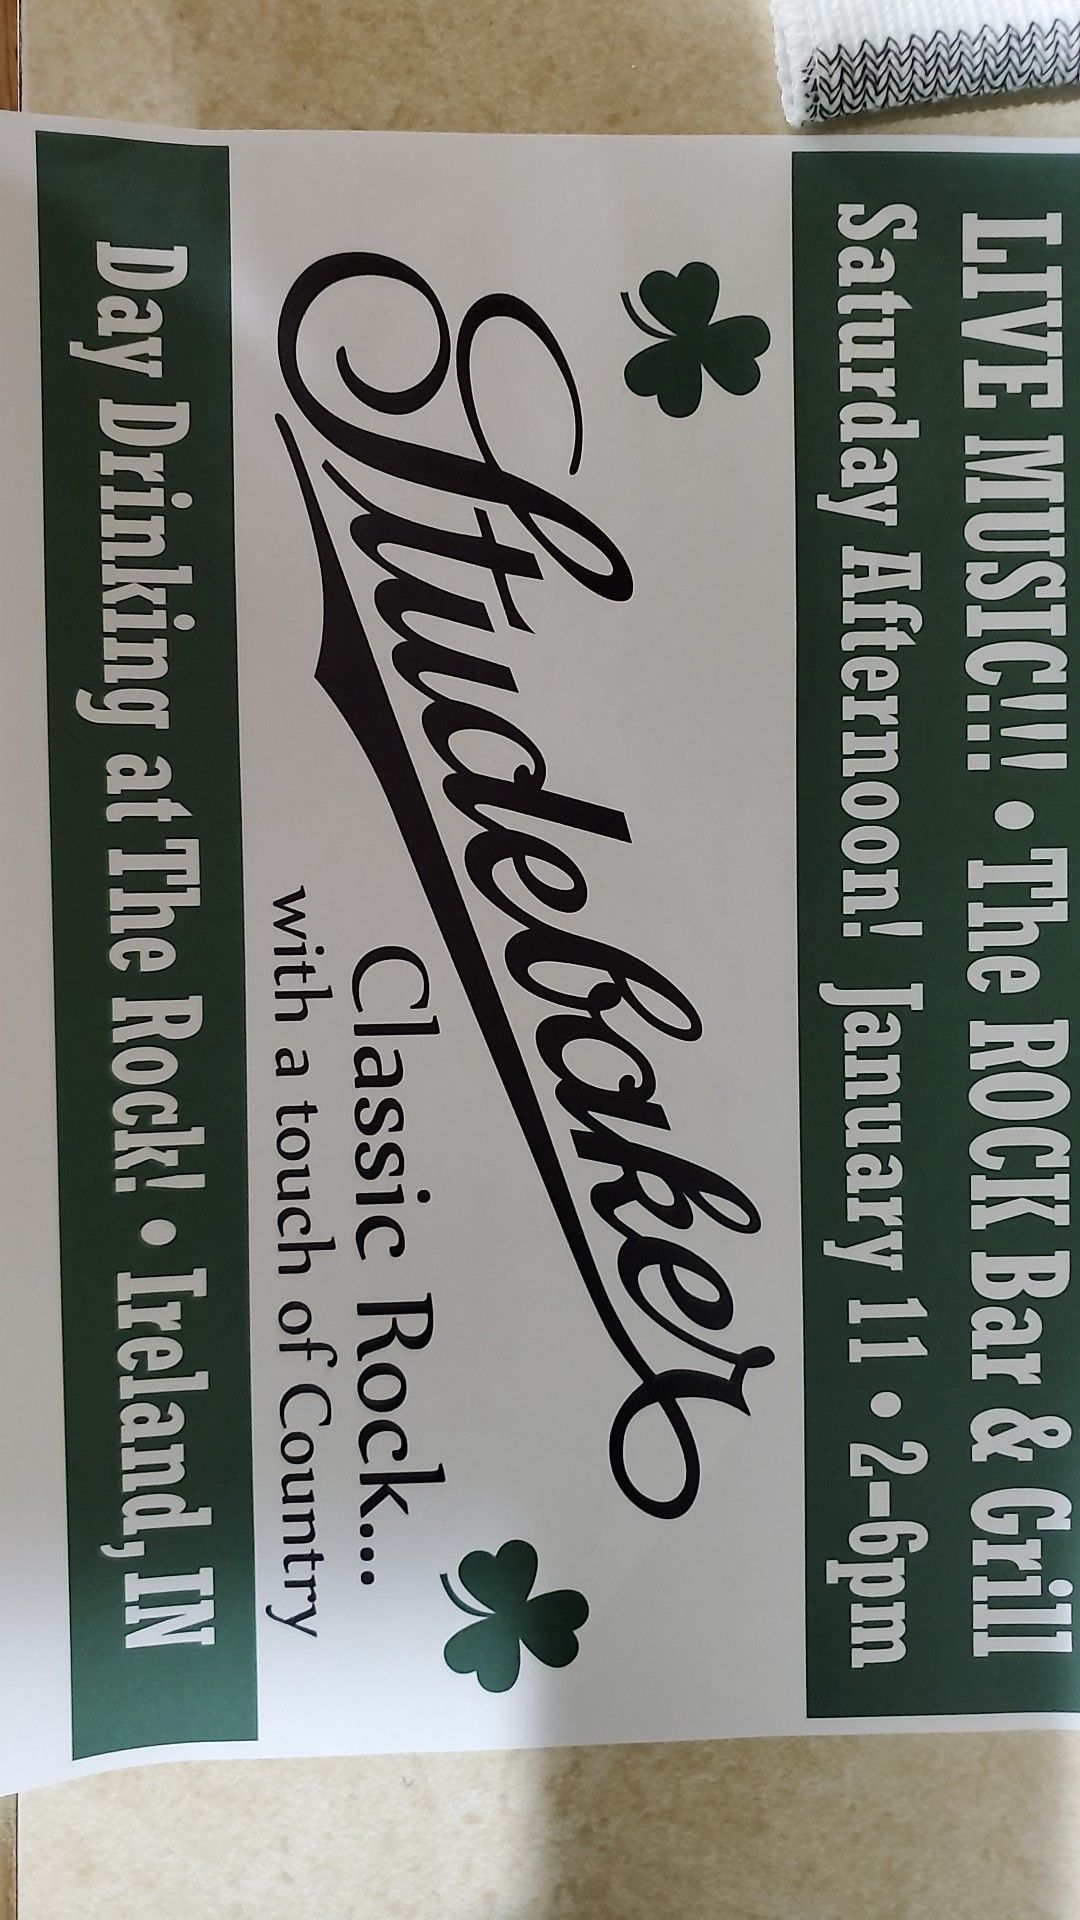 LIVE MUSIC!!! • The ROCK Bar & Grill
Saturday Afternoon! January 11 • 2-6pm
Studebaker
Classic Rock...
with a touch of Country
Day Drinking at The Rock! • Ireland, IN